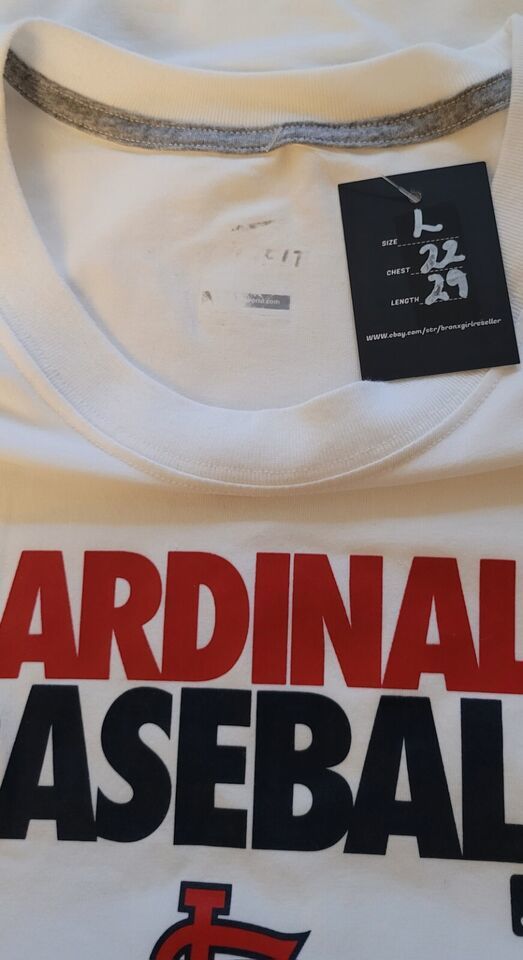 SIZE L
CHEST 22
LENGTH 29
WWW.ebay.com/str/bronxgirlreseller
ARDINAL
ASEBAL